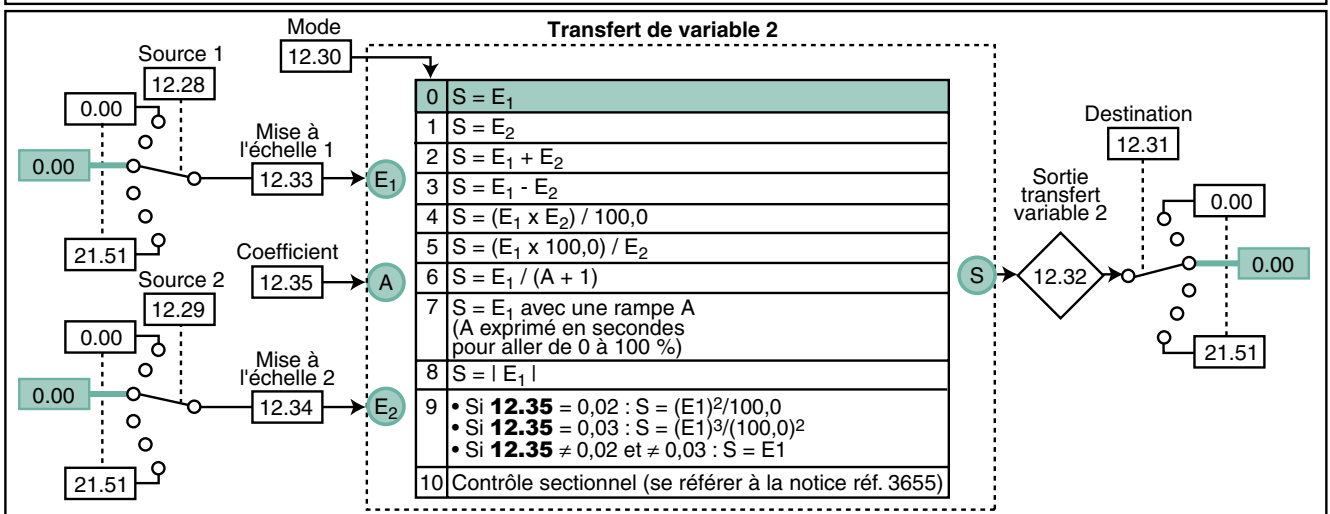 Transfert de variable 2
Mode
12.30
Source 1
12.28
0.00
0.00
21.51
Mise à
l'échelle 1
12.33
E1
Coefficient
12.35
A
Source 2
12.29
0.00
0.00
21.51
Mise à
l'échelle 2
12.34
E2
0 S = E1
1 S = E2
2 S = E1 + E2
3 S = E1 - E2
4 S = (E1 x E2) / 100,0
5 S = (E1 x 100,0) / E2
6 S = E1 / (A + 1)
7 S = E1 avec une rampe A
(A exprimé en secondes
pour aller de 0 à 100 %)
8 S = | E1 |
9 • Si 12.35 = 0,02 : S = (E1)²/100,0
• Si 12.35 = 0,03 : S = (E1)³/(100,0)²
• Si 12.35 ≠ 0,02 et ≠ 0,03 : S = E1
10 Contrôle sectionnel (se référer à la notice réf. 3655)
S
Sortie
transfert
variable 2
12.32
Destination
12.31
0.00
0.00
21.51